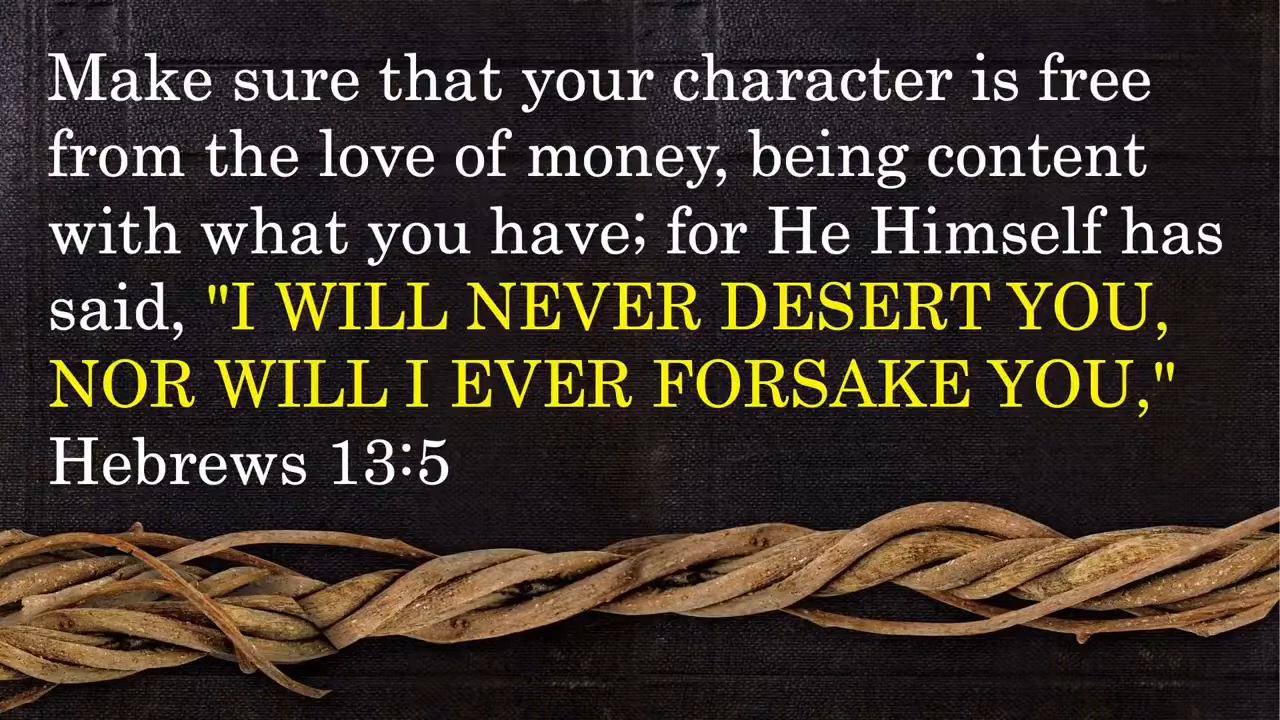 Make sure that your character is free
from the love of money, being content
with what you have; for He Himself has
said, "I WILL NEVER DESERT YOU,
NOR WILL I EVER FORSAKE YOU,"
Hebrews 13:5